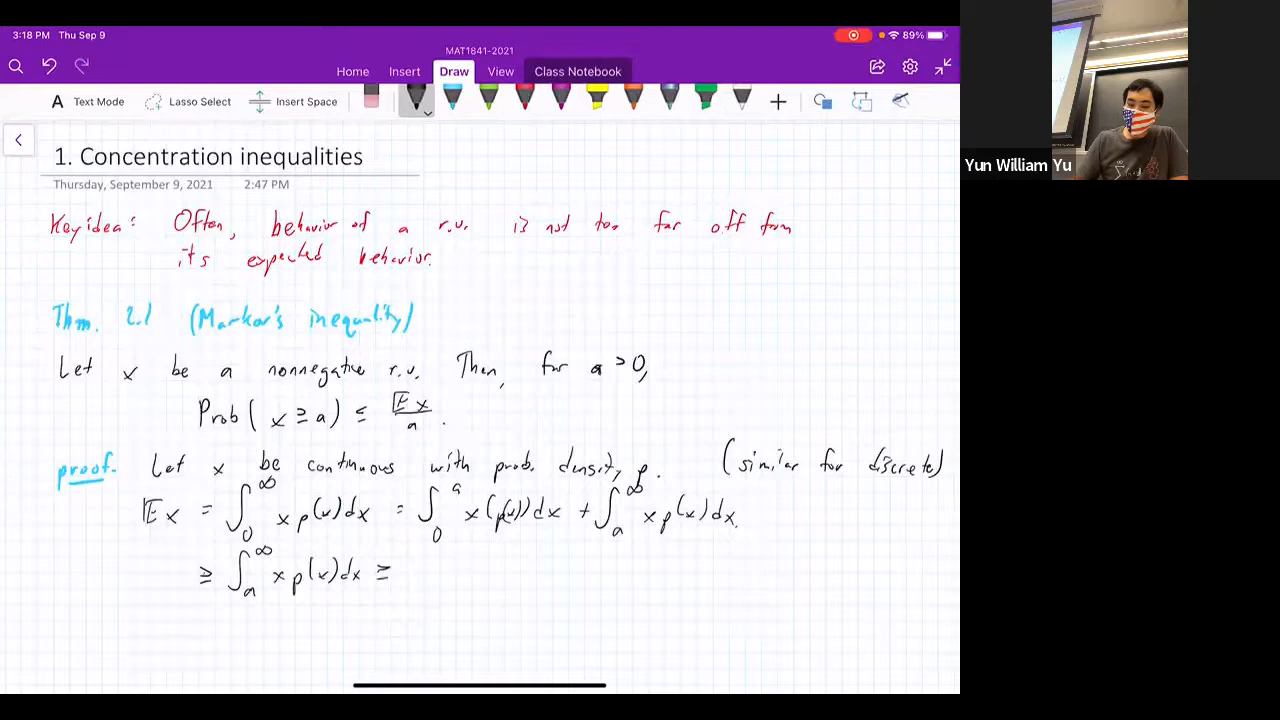 3:18 PM Thu Sep 9
89%
MAT1841-2021
Home Insert Draw View Class Notebook
Text Mode Lasso Select Insert Space
1. Concentration inequalities
Thursday, September 9, 2021 2:47 PM
Key idea: Often, behavior of a r.v. is not too far off from
its expected behavior.
Thm. 2.1 (Markov's inequality)
Let x be a nonnegative r.v. Then, for a > 0,
Prob(x ≥ a) ≤ 𝔼x/a.
proof. Let x be continuous with prob. density p. (similar for discrete)
𝔼x = ∫₀^∞ x p(x) dx = ∫₀^a x (p(x)) dx + ∫ₐ^∞ x p(x) dx.
≥ ∫ₐ^∞ x p(x) dx ≥
Yun William Yu